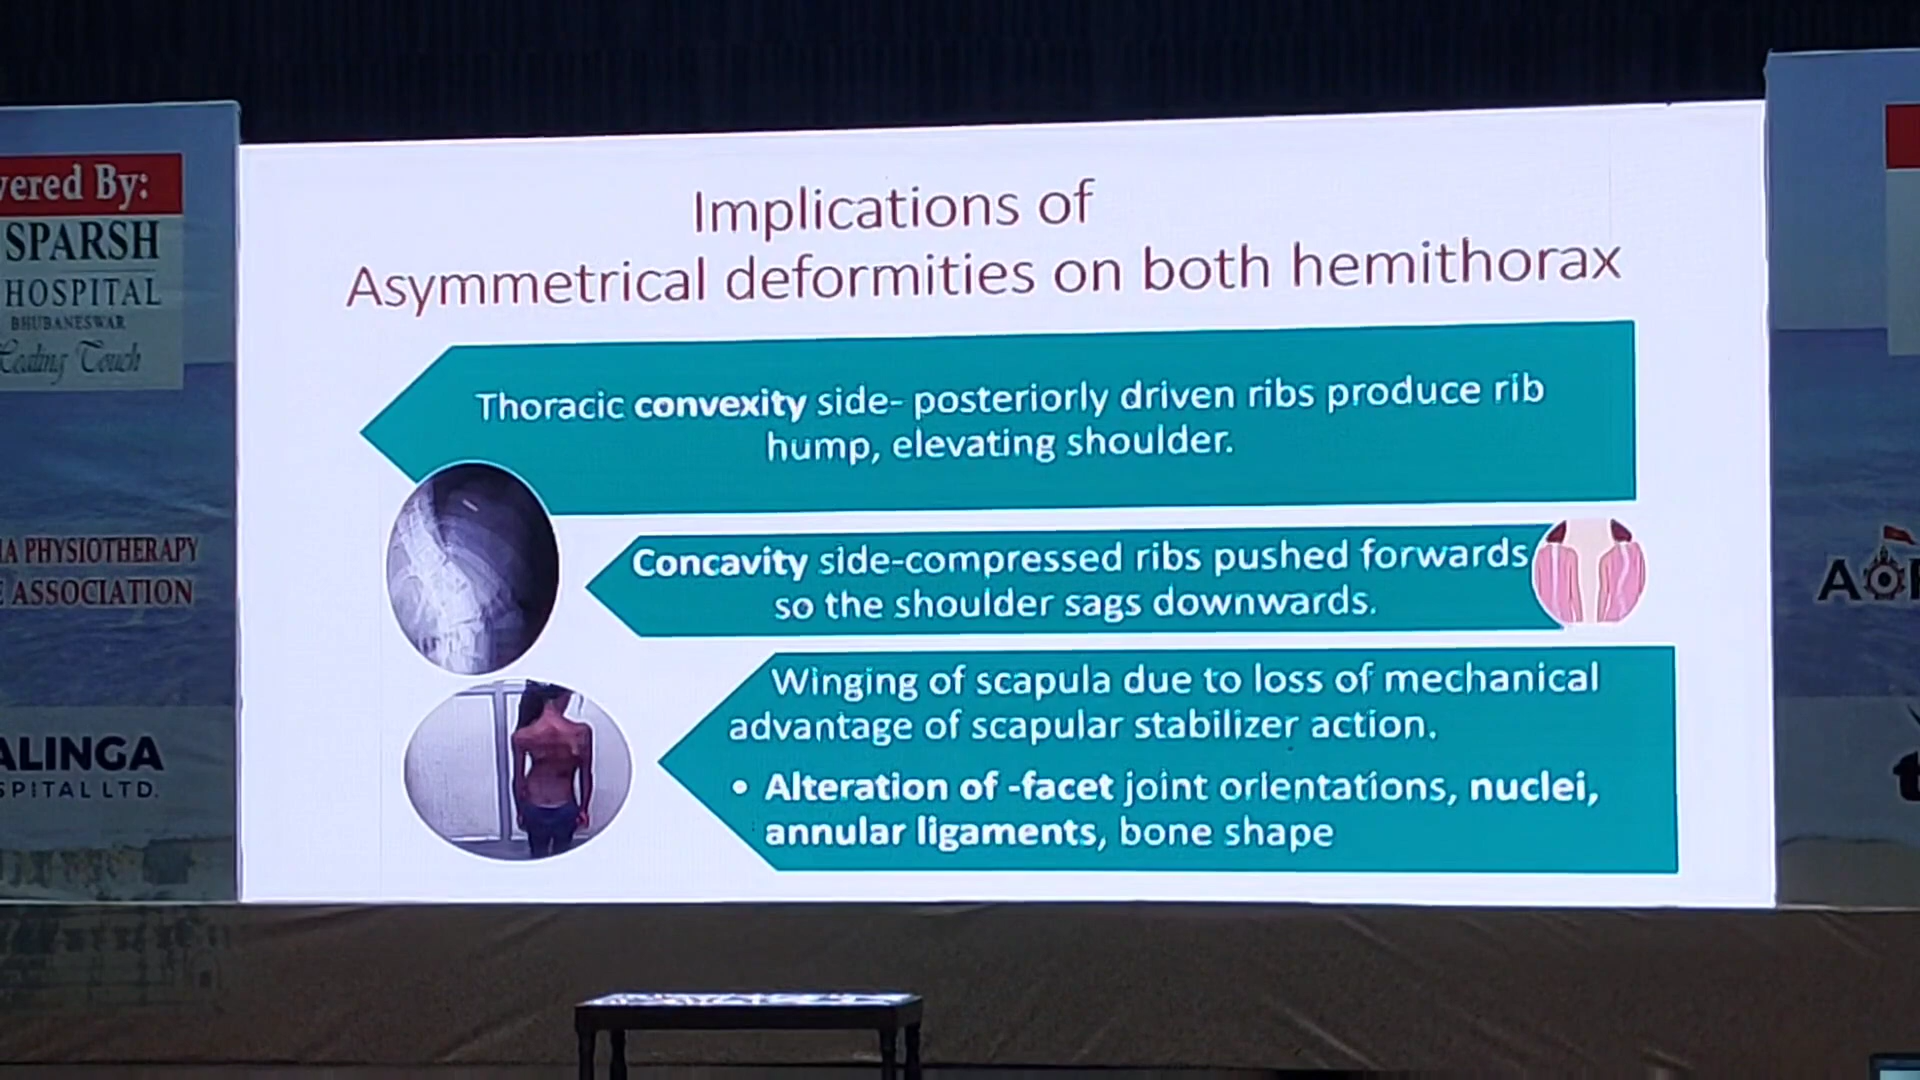 Implications of
Asymmetrical deformities on both hemithorax
Thoracic convexity side- posteriorly driven ribs produce rib
hump, elevating shoulder.
Concavity side-compressed ribs pushed forwards
so the shoulder sags downwards.
Winging of scapula due to loss of mechanical
advantage of scapular stabilizer action.
• Alteration of -facet joint orientations, nuclei,
annular ligaments, bone shape
By:
SPARSH
HOSPITAL
BHUBANESWAR
Healing Touch
PHYSIOTHERAPY
ASSOCIATION
LTD.